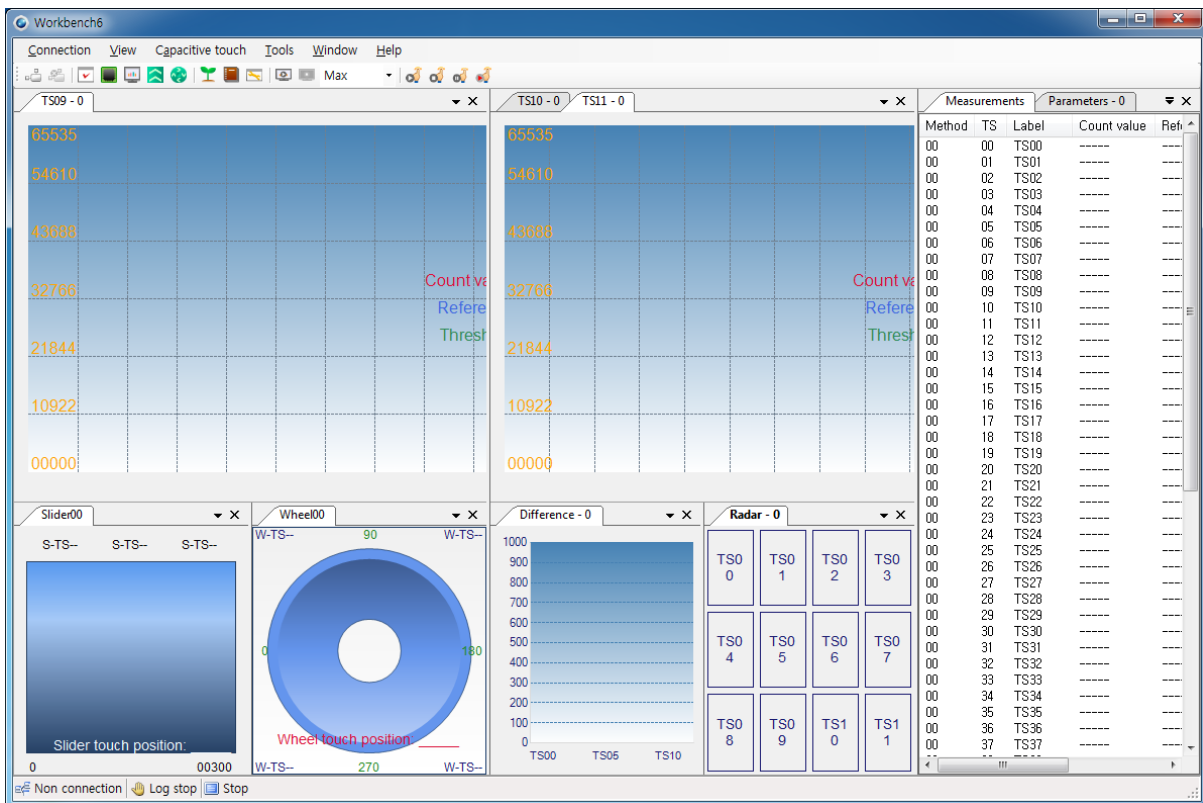 Workbench6
Connection View Capacitive touch Tools Window Help
Max
TS09 - 0
65535
54610
43688
32766
21844
10922
00000
Count va
Refere
Thresh
TS10 - 0 TS11 - 0
65535
54610
43688
32766
21844
10922
00000
Count va
Refere
Thresh
Measurements Parameters - 0
Method TS Label Count value Refe
00 00 TS00 ----- ----
00 01 TS01 ----- ----
00 02 TS02 ----- ----
00 03 TS03 ----- ----
00 04 TS04 ----- ----
00 05 TS05 ----- ----
00 06 TS06 ----- ----
00 07 TS07 ----- ----
00 08 TS08 ----- ----
00 09 TS09 ----- ----
00 10 TS10 ----- ----
00 11 TS11 ----- ----
00 12 TS12 ----- ----
00 13 TS13 ----- ----
00 14 TS14 ----- ----
00 15 TS15 ----- ----
00 16 TS16 ----- ----
00 17 TS17 ----- ----
00 18 TS18 ----- ----
00 19 TS19 ----- ----
00 20 TS20 ----- ----
00 21 TS21 ----- ----
00 22 TS22 ----- ----
00 23 TS23 ----- ----
00 24 TS24 ----- ----
00 25 TS25 ----- ----
00 26 TS26 ----- ----
00 27 TS27 ----- ----
00 28 TS28 ----- ----
00 29 TS29 ----- ----
00 30 TS30 ----- ----
00 31 TS31 ----- ----
00 32 TS32 ----- ----
00 33 TS33 ----- ----
00 34 TS34 ----- ----
00 35 TS35 ----- ----
00 36 TS36 ----- ----
00 37 TS37 ----- ----
Slider00
S-TS-- S-TS-- S-TS--
Slider touch position: _____
0 00300
Wheel00
W-TS-- 90 W-TS--
0 180
Wheel touch position: _____
W-TS-- 270 W-TS--
Difference - 0
1000
900
800
700
600
500
400
300
200
100
0
TS00 TS05 TS10
Radar - 0
TS0 TS0 TS0 TS0
0 1 2 3
TS0 TS0 TS0 TS0
4 5 6 7
TS0 TS0 TS1 TS1
8 9 0 1
Non connection Log stop Stop